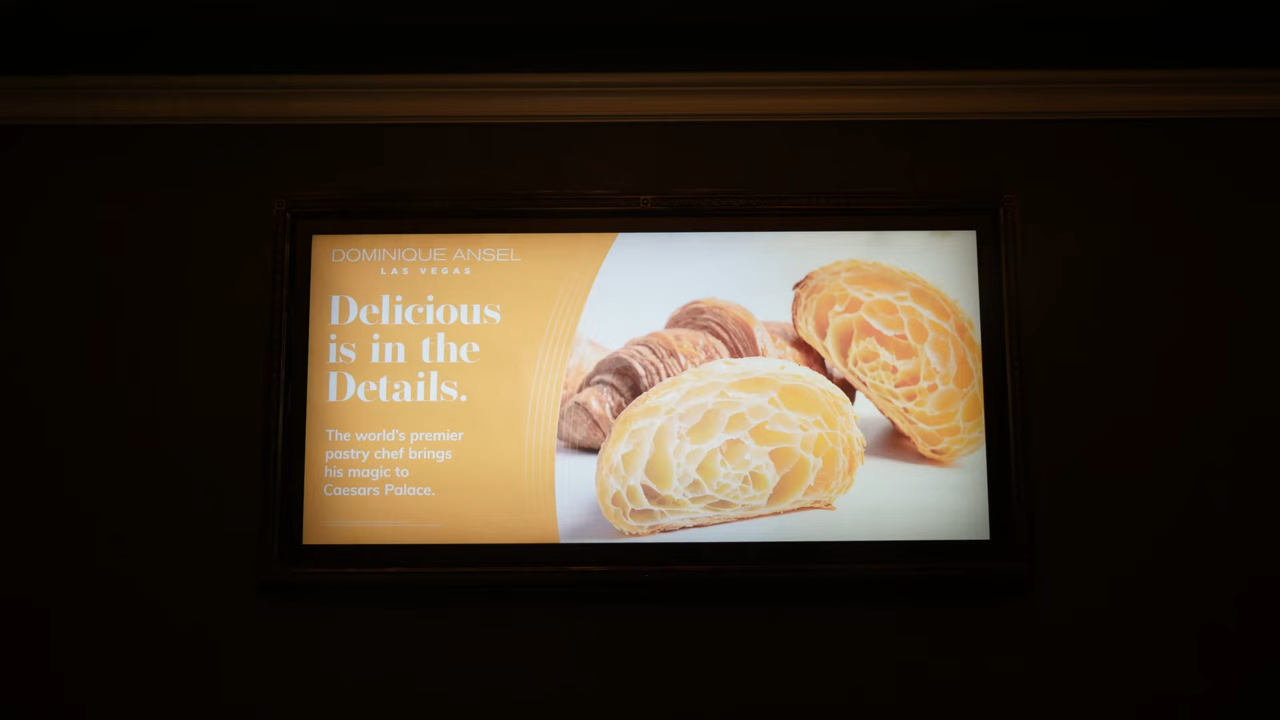 DOMINIQUE ANSEL
LAS VEGAS
Delicious
is in the
Details.
The world's premier
pastry chef brings
his magic to
Caesars Palace.